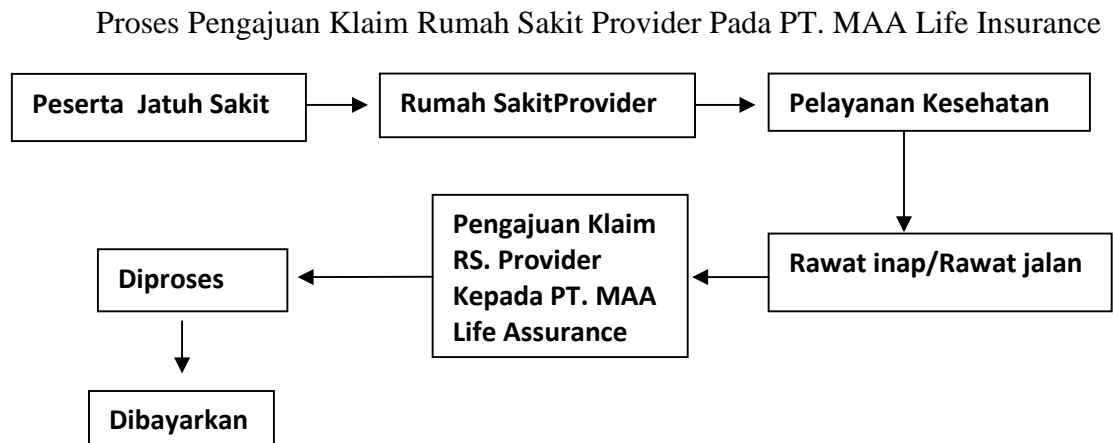 Proses Pengajuan Klaim Rumah Sakit Provider Pada PT. MAA Life Insurance
Peserta Jatuh Sakit
Rumah SakitProvider
Pelayanan Kesehatan
Rawat inap/Rawat jalan
Pengajuan Klaim
RS. Provider
Kepada PT. MAA
Life Assurance
Diproses
Dibayarkan